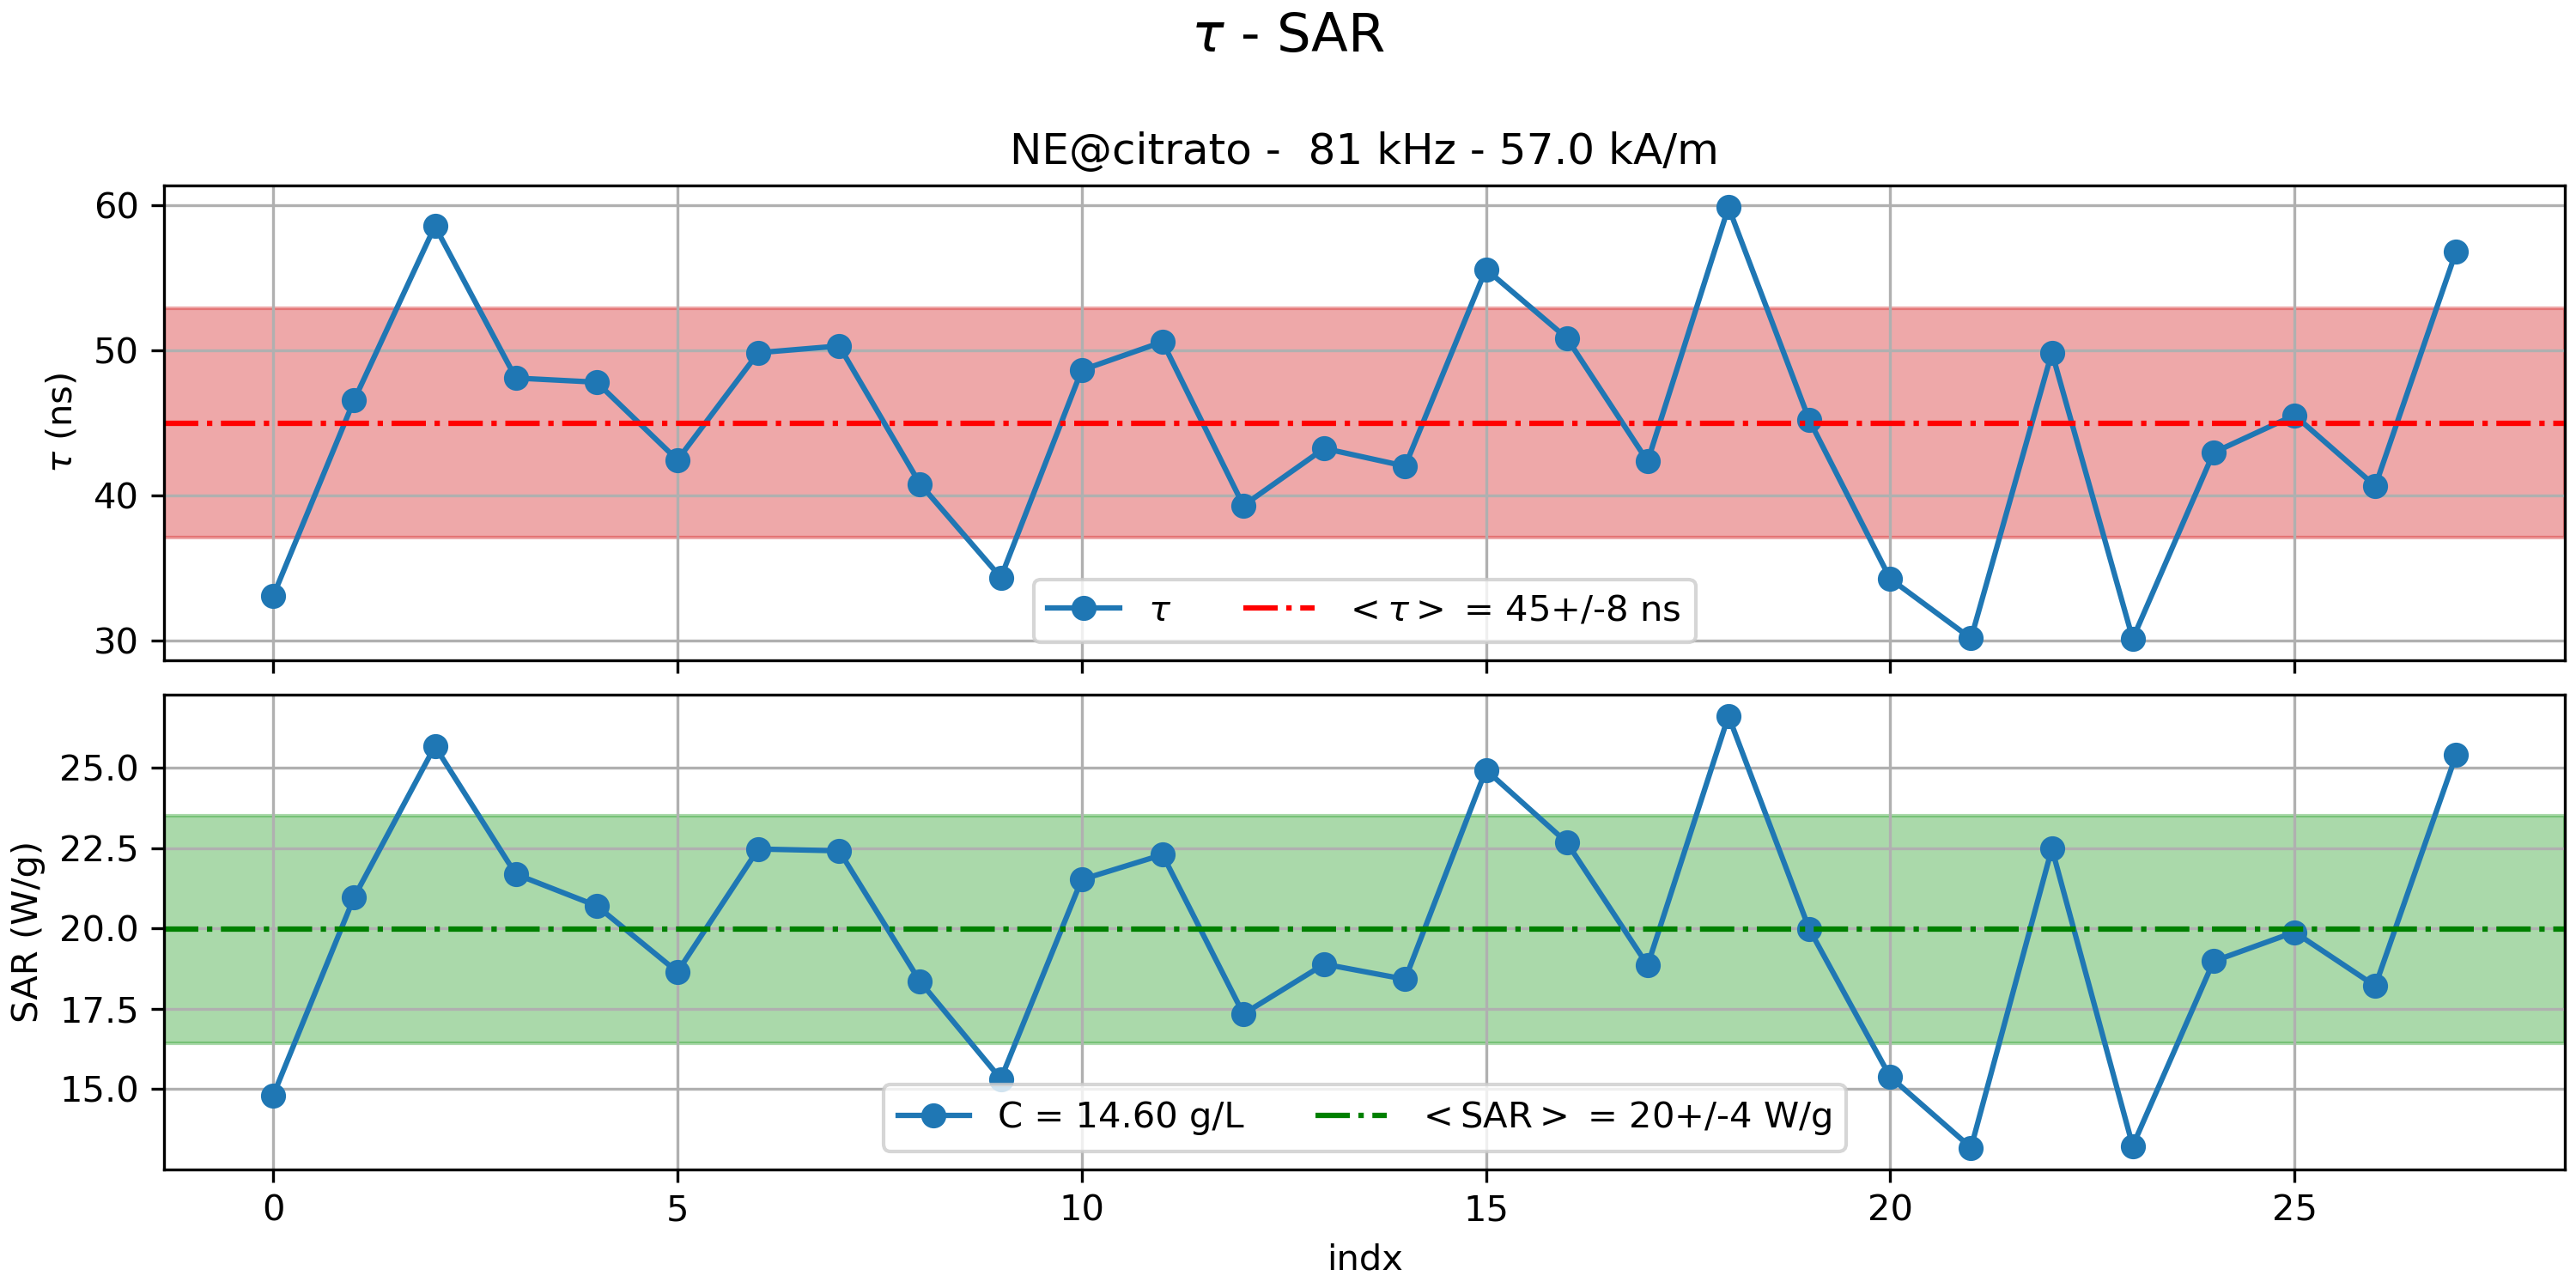 τ - SAR
NE@citrato -  81 kHz - 57.0 kA/m
60
50
40
30
τ (ns)
τ
< τ > = 45+/-8 ns
25.0
22.5
20.0
17.5
15.0
SAR (W/g)
C = 14.60 g/L
< SAR > = 20+/-4 W/g
0 5 10 15 20 25
indx